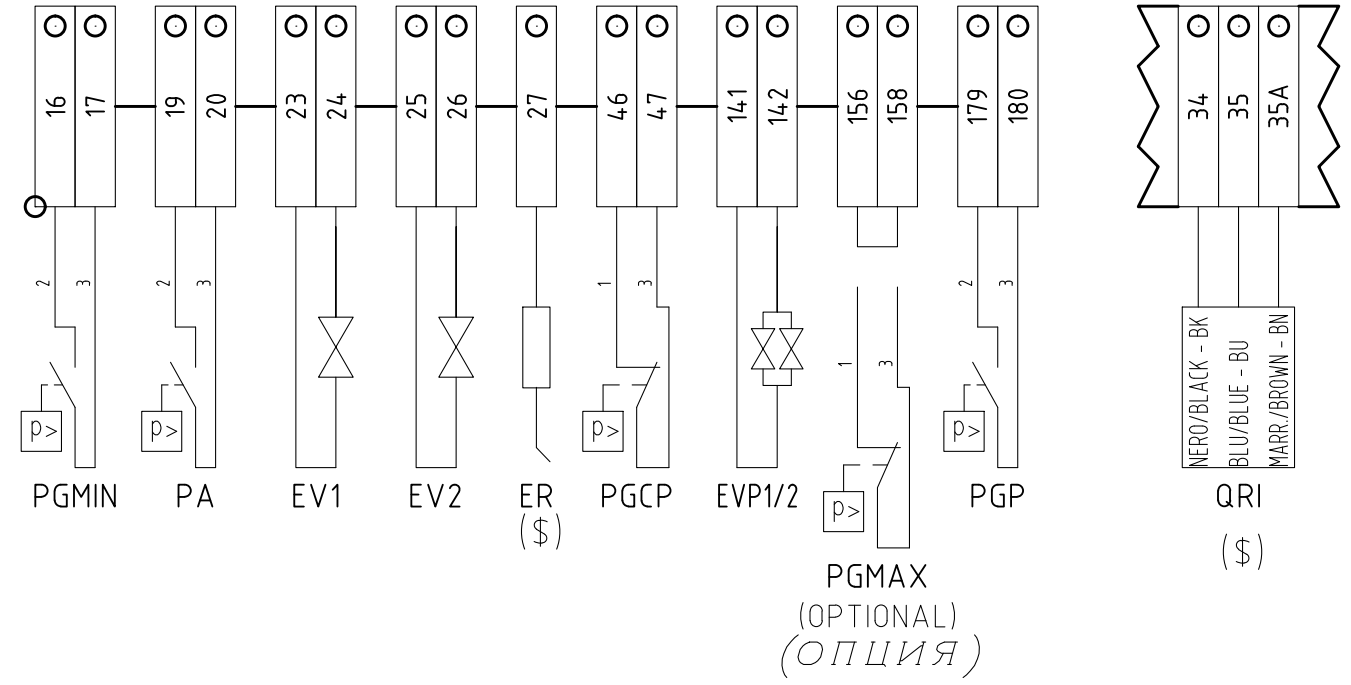 16 17 19 20 23 24 25 26 27 46 47 141 142 156 158 179 180 34 35 35A
2 3 2 3 1 3 2 3
1 3
NERO/BLACK - BK
BLU/BLUE - BU
MARR./BROWN - BN
p> p> p> p>
p>
PGMIN PA EV1 EV2 ER PGCP EVP1/2 PGP QRI
($) ($)
PGMAX
(OPTIONAL)
(ОПЦИЯ)